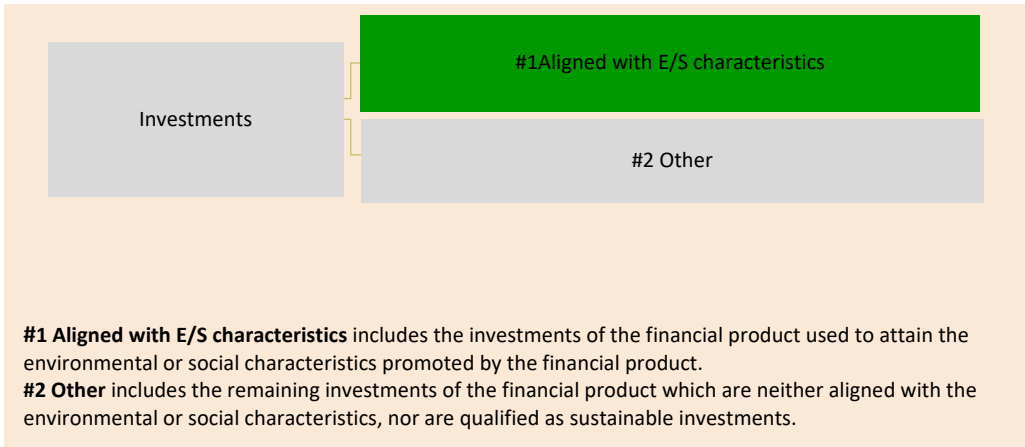 #1Aligned with E/S characteristics
Investments
#2 Other
#1 Aligned with E/S characteristics includes the investments of the financial product used to attain the
environmental or social characteristics promoted by the financial product.
#2 Other includes the remaining investments of the financial product which are neither aligned with the
environmental or social characteristics, nor are qualified as sustainable investments.